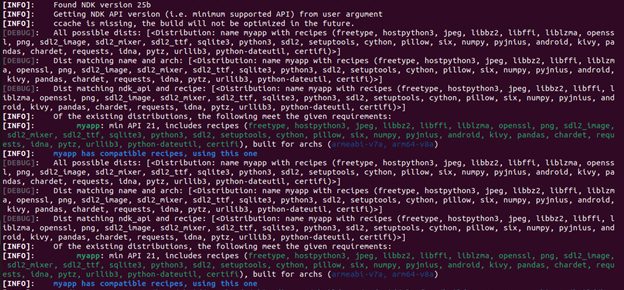 [INFO]:    Found NDK version 25b
[INFO]:    Getting NDK API version (i.e. minimum supported API) from user argument
[INFO]:    ccache is missing, the build will not be optimized in the future.
[DEBUG]:   All possible dists: [<Distribution: name myapp with recipes (freetype, hostpython3, jpeg, libbz2, libffi, liblzma, openss
l, png, sdl2_image, sdl2_mixer, sdl2_ttf, sqlite3, python3, sdl2, setuptools, cython, pillow, six, numpy, pyjnius, android, kivy, pa
ndas, chardet, requests, idna, pytz, urllib3, python-dateutil, certifi)>]
[DEBUG]:   Dist matching name and arch: [<Distribution: name myapp with recipes (freetype, hostpython3, jpeg, libbz2, libffi, liblzm
a, openssl, png, sdl2_image, sdl2_mixer, sdl2_ttf, sqlite3, python3, sdl2, setuptools, cython, pillow, six, numpy, pyjnius, android,
kivy, pandas, chardet, requests, idna, pytz, urllib3, python-dateutil, certifi)>]
[DEBUG]:   Dist matching ndk_api and recipe: [<Distribution: name myapp with recipes (freetype, hostpython3, jpeg, libbz2, libffi, l
iblzma, openssl, png, sdl2_image, sdl2_mixer, sdl2_ttf, sqlite3, python3, sdl2, setuptools, cython, pillow, six, numpy, pyjnius, and
roid, kivy, pandas, chardet, requests, idna, pytz, urllib3, python-dateutil, certifi)>]
[INFO]:    Of the existing distributions, the following meet the given requirements:
[INFO]:    	myapp: min API 21, includes recipes (freetype, hostpython3, jpeg, libbz2, libffi, liblzma, openssl, png, sdl2_image,
sdl2_mixer, sdl2_ttf, sqlite3, python3, sdl2, setuptools, cython, pillow, six, numpy, pyjnius, android, kivy, pandas, chardet, requ
ests, idna, pytz, urllib3, python-dateutil, certifi), built for archs (armeabi-v7a, arm64-v8a)
[INFO]:    myapp has compatible recipes, using this one
[DEBUG]:   All possible dists: [<Distribution: name myapp with recipes (freetype, hostpython3, jpeg, libbz2, libffi, liblzma, openss
l, png, sdl2_image, sdl2_mixer, sdl2_ttf, sqlite3, python3, sdl2, setuptools, cython, pillow, six, numpy, pyjnius, android, kivy, pa
ndas, chardet, requests, idna, pytz, urllib3, python-dateutil, certifi)>]
[DEBUG]:   Dist matching name and arch: [<Distribution: name myapp with recipes (freetype, hostpython3, jpeg, libbz2, libffi, liblzm
a, openssl, png, sdl2_image, sdl2_mixer, sdl2_ttf, sqlite3, python3, sdl2, setuptools, cython, pillow, six, numpy, pyjnius, android,
kivy, pandas, chardet, requests, idna, pytz, urllib3, python-dateutil, certifi)>]
[DEBUG]:   Dist matching ndk_api and recipe: [<Distribution: name myapp with recipes (freetype, hostpython3, jpeg, libbz2, libffi, l
iblzma, openssl, png, sdl2_image, sdl2_mixer, sdl2_ttf, sqlite3, python3, sdl2, setuptools, cython, pillow, six, numpy, pyjnius, and
roid, kivy, pandas, chardet, requests, idna, pytz, urllib3, python-dateutil, certifi)>]
[INFO]:    Of the existing distributions, the following meet the given requirements:
[INFO]:    	myapp: min API 21, includes recipes (freetype, hostpython3, jpeg, libbz2, libffi, liblzma, openssl, png, sdl2_image,
sdl2_mixer, sdl2_ttf, sqlite3, python3, sdl2, setuptools, cython, pillow, six, numpy, pyjnius, android, kivy, pandas, chardet, requ
ests, idna, pytz, urllib3, python-dateutil, certifi), built for archs (armeabi-v7a, arm64-v8a)
[INFO]:    myapp has compatible recipes, using this one